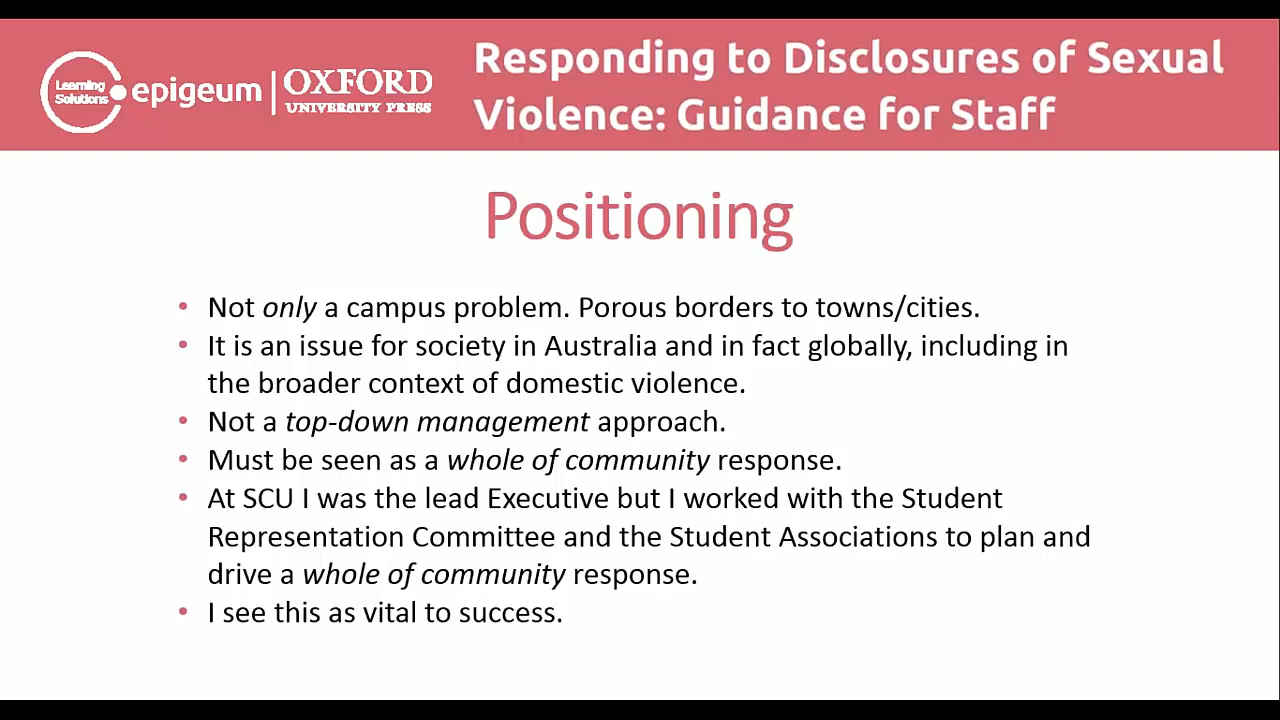 Learning
Solutions
epigeum
OXFORD
UNIVERSITY PRESS
Responding to Disclosures of Sexual
Violence: Guidance for Staff
Positioning
• Not only a campus problem. Porous borders to towns/cities.
• It is an issue for society in Australia and in fact globally, including in
the broader context of domestic violence.
• Not a top-down management approach.
• Must be seen as a whole of community response.
• At SCU I was the lead Executive but I worked with the Student
Representation Committee and the Student Associations to plan and
drive a whole of community response.
• I see this as vital to success.